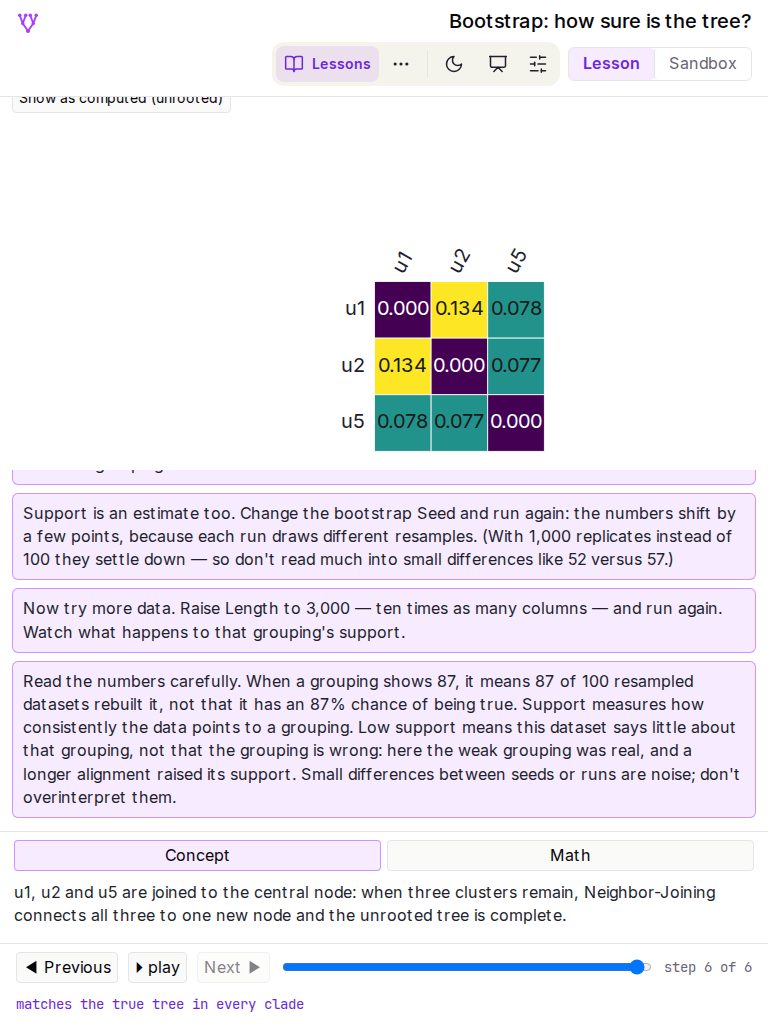 Bootstrap: how sure is the tree?
Lessons
Lesson
Sandbox
Show as computed (unrooted)
u1 u2 u5
u1 0.000 0.134 0.078
u2 0.134 0.000 0.077
u5 0.078 0.077 0.000
Support is an estimate too. Change the bootstrap Seed and run again: the numbers shift by
a few points, because each run draws different resamples. (With 1,000 replicates instead of
100 they settle down — so don't read much into small differences like 52 versus 57.)
Now try more data. Raise Length to 3,000 — ten times as many columns — and run again.
Watch what happens to that grouping's support.
Read the numbers carefully. When a grouping shows 87, it means 87 of 100 resampled
datasets rebuilt it, not that it has an 87% chance of being true. Support measures how
consistently the data points to a grouping. Low support means this dataset says little about
that grouping, not that the grouping is wrong: here the weak grouping was real, and a
longer alignment raised its support. Small differences between seeds or runs are noise; don't
overinterpret them.
Concept
Math
u1, u2 and u5 are joined to the central node: when three clusters remain, Neighbor-Joining
connects all three to one new node and the unrooted tree is complete.
Previous
play
Next
step 6 of 6
matches the true tree in every clade